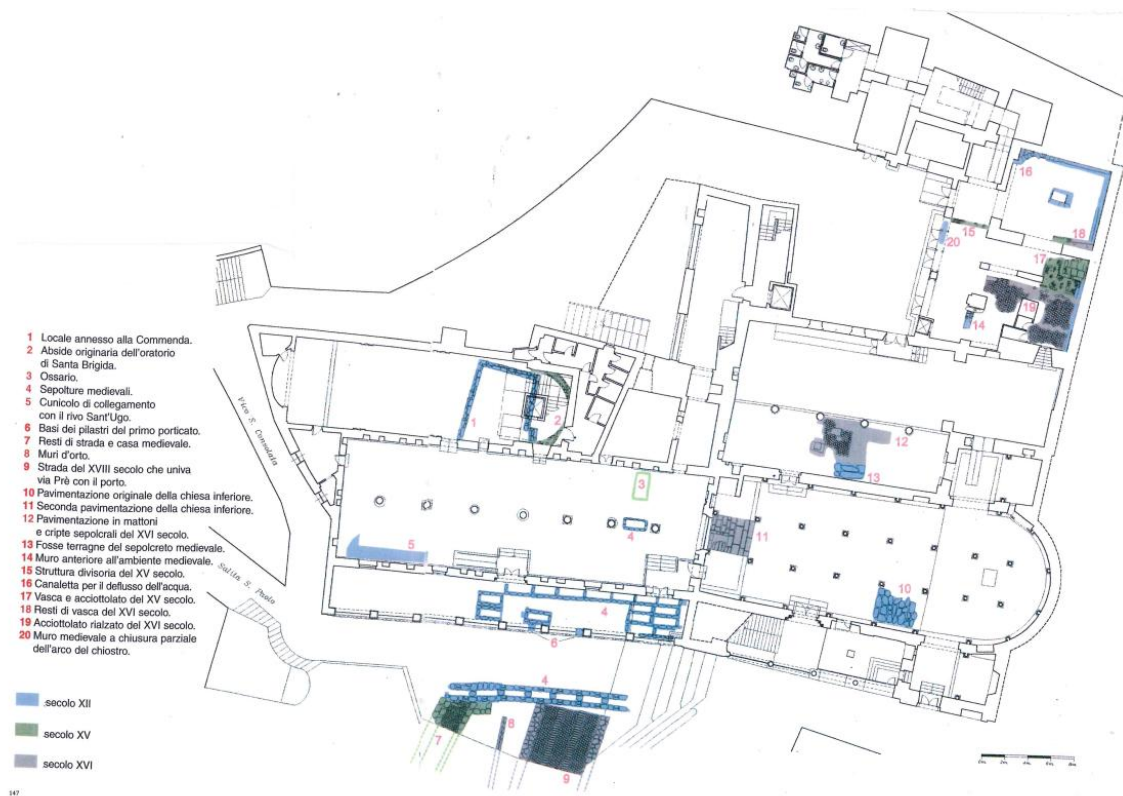 1 Locale annesso alla Commenda.
2 Abside originaria dell'oratorio
di Santa Brigida.
3 Ossario.
4 Sepolture medievali.
5 Cunicolo di collegamento
con il rivo Sant'Ugo.
6 Basi dei pilastri del primo porticato.
7 Resti di strada e casa medievale.
8 Muri d'orto.
9 Strada del XVIII secolo che univa
via Prè con il porto.
10 Pavimentazione originale della chiesa inferiore.
11 Seconda pavimentazione della chiesa inferiore.
12 Pavimentazione in mattoni
e cripte sepolcrali del XVI secolo.
13 Fosse terragne del sepolcreto medievale.
14 Muro anteriore all'ambiente medievale.
15 Struttura divisoria del XV secolo.
16 Canaletta per il deflusso dell'acqua.
17 Vasca e acciottolato del XV secolo.
18 Resti di vasca del XVI secolo.
19 Acciottolato rialzato del XVI secolo.
20 Muro medievale a chiusura parziale
dell'arco del chiostro.
secolo XII
secolo XV
secolo XVI
147
Vico S. Consolata
Salita S. Paolo
16
15
18
20
17
19
14
1
2
12
13
3
4
11
5
10
4
6
4
7
8
9